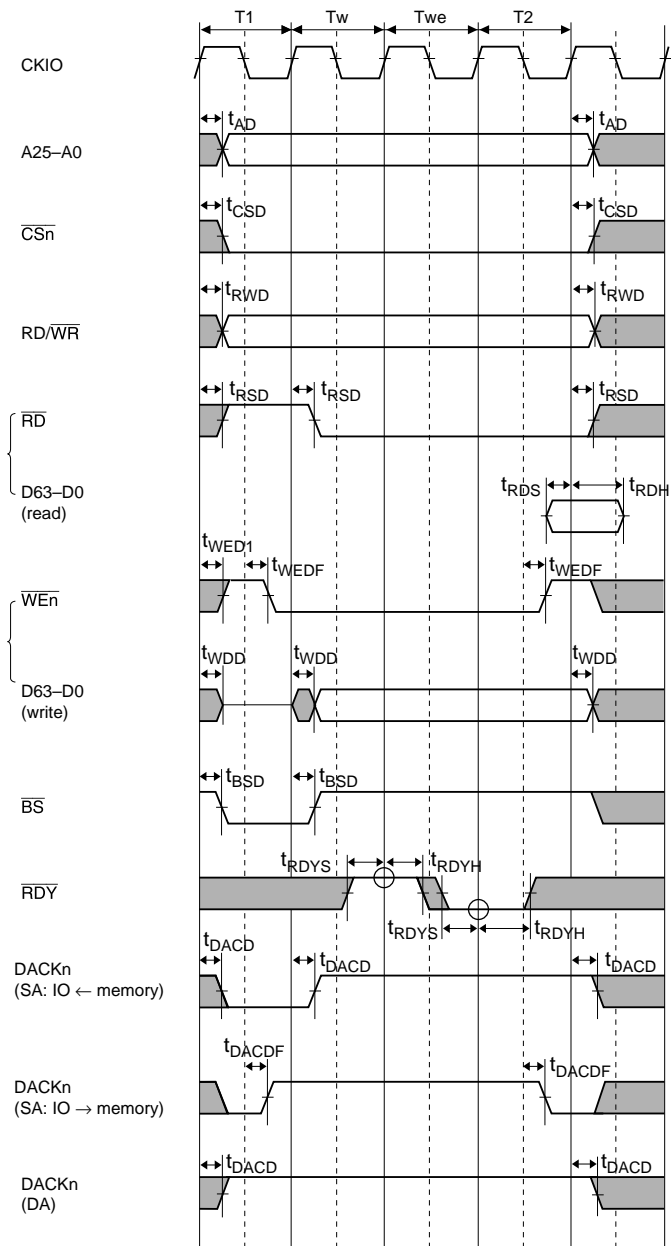 T1 Tw Twe T2
CKIO
tAD tAD
A25–A0
tCSD tCSD
CSn
tRWD tRWD
RD/WR
tRSD tRSD tRSD
RD
D63–D0
(read)
tRDS tRDH
tWED1 tWEDF tWEDF
WEn
tWDD tWDD tWDD
D63–D0
(write)
tBSD tBSD
BS
tRDYS tRDYH
RDY
tRDYS tRDYH
tDACD tDACD tDACD
DACKn
(SA: IO ← memory)
tDACDF tDACDF
DACKn
(SA: IO → memory)
tDACD tDACD
DACKn
(DA)